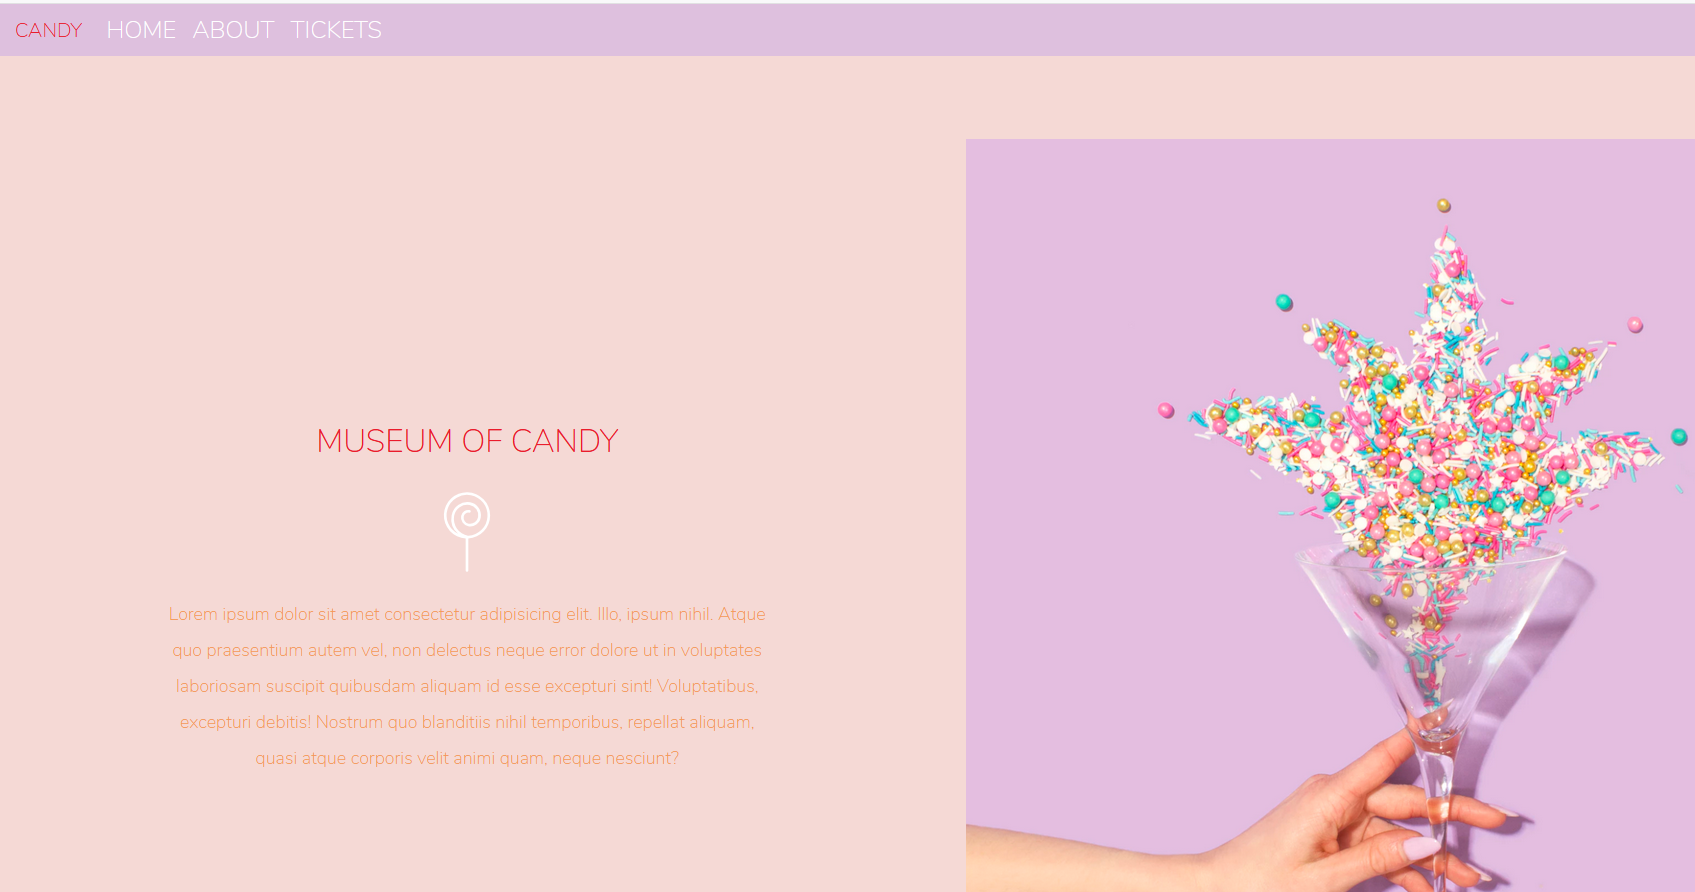 CANDY HOME ABOUT TICKETS
MUSEUM OF CANDY
Lorem ipsum dolor sit amet consectetur adipisicing elit. Illo, ipsum nihil. Atque
quo praesentium autem vel, non delectus neque error dolore ut in voluptates
laboriosam suscipit quibusdam aliquam id esse excepturi sint! Voluptatibus,
excepturi debitis! Nostrum quo blanditiis nihil temporibus, repellat aliquam,
quasi atque corporis velit animi quam, neque nesciunt?